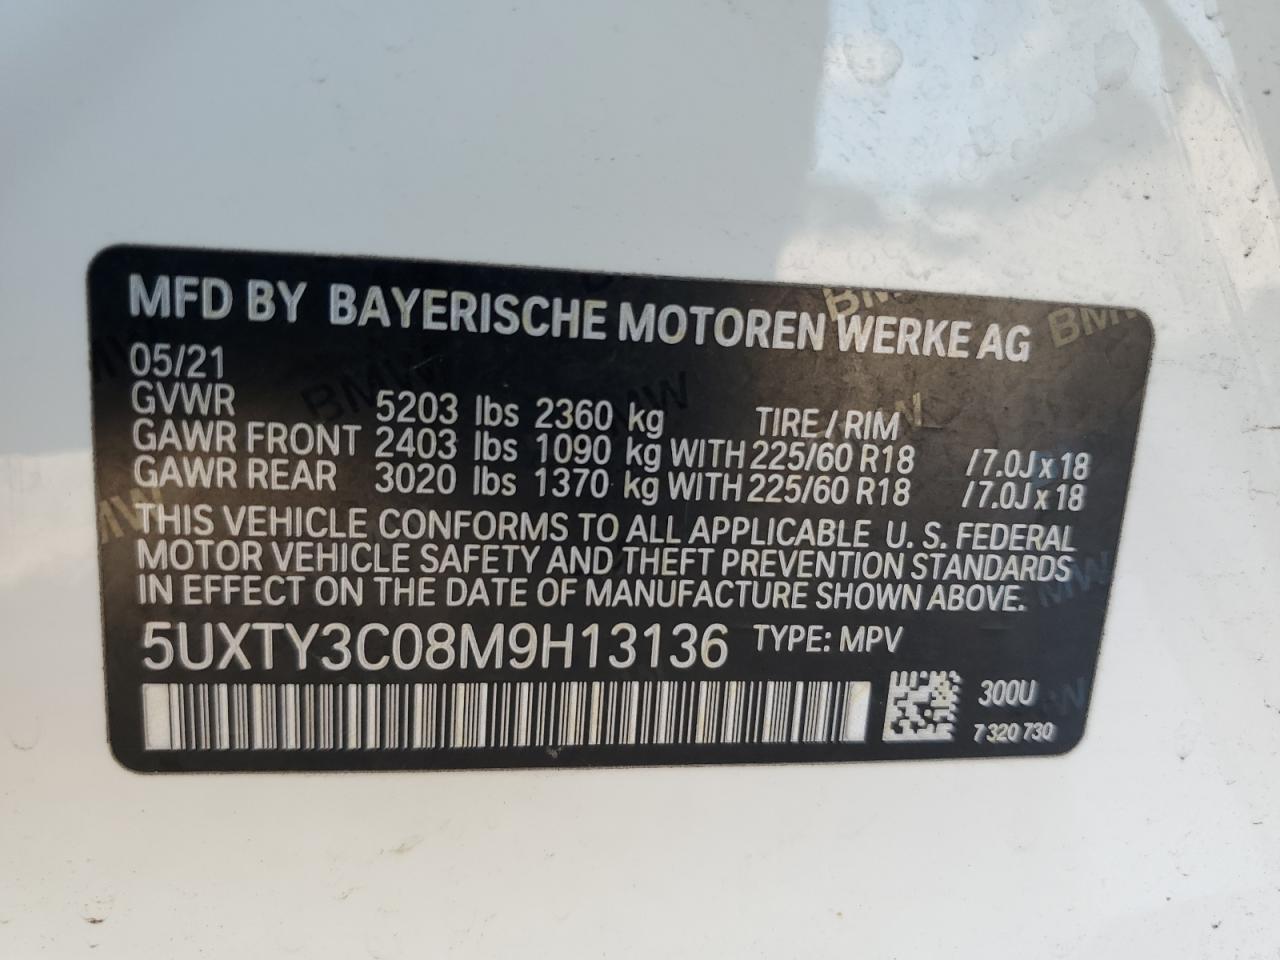 MFD BY BAYERISCHE MOTOREN WERKE AG
05/21
GVWR 5203 lbs 2360 kg TIRE / RIM
GAWR FRONT 2403 lbs 1090 kg WITH 225/60 R18 /7.0J x 18
GAWR REAR 3020 lbs 1370 kg WITH 225/60 R18 /7.0J x 18
THIS VEHICLE CONFORMS TO ALL APPLICABLE U. S. FEDERAL
MOTOR VEHICLE SAFETY AND THEFT PREVENTION STANDARDS
IN EFFECT ON THE DATE OF MANUFACTURE SHOWN ABOVE.
5UXTY3C08M9H13136 TYPE: MPV
300U
7 320 730